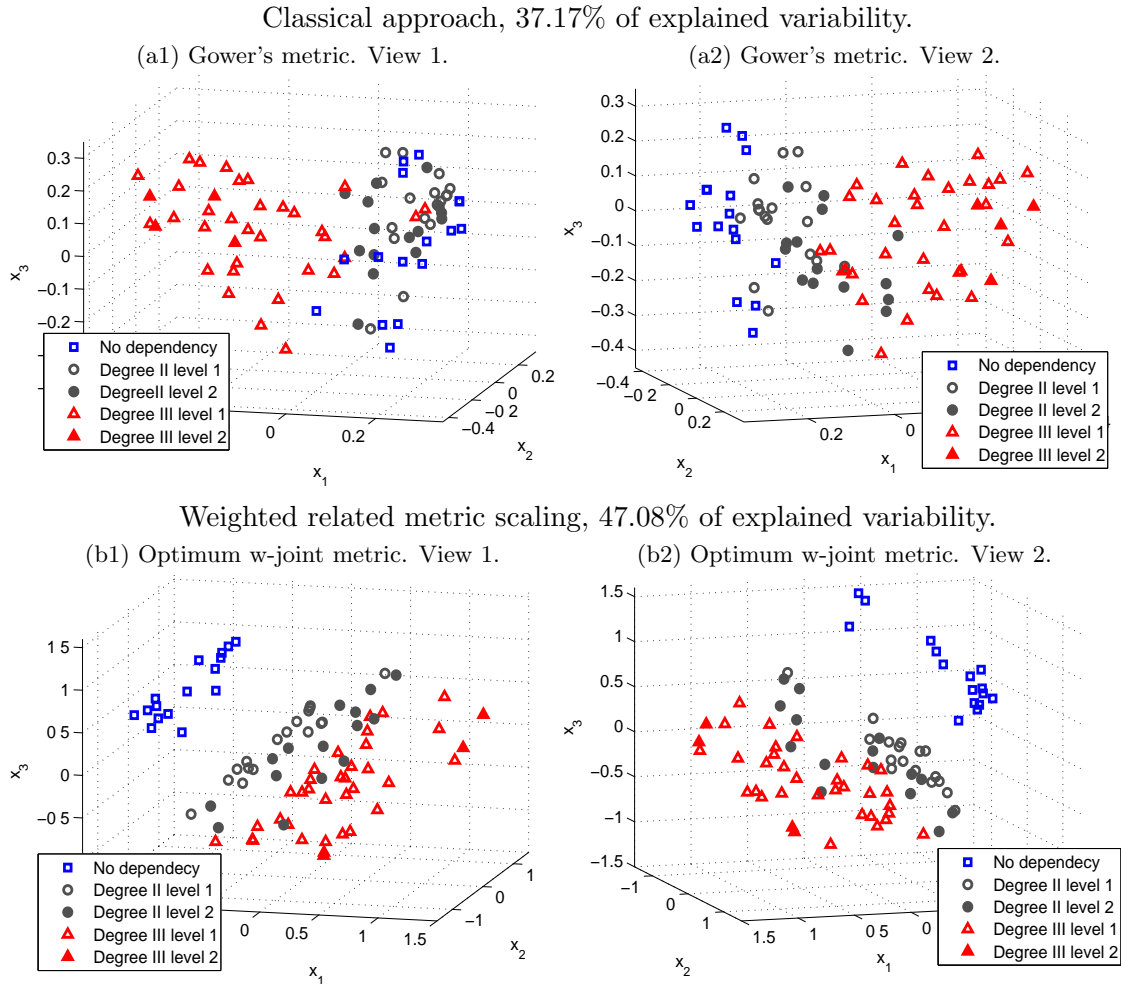 Classical approach, 37.17% of explained variability.
(a1) Gower's metric. View 1.
(a2) Gower's metric. View 2.
0.3
0.2
0.1
0
−0.1
−0.2
x3
No dependency
Degree II level 1
DegreeII level 2
Degree III level 1
Degree III level 2
0
0.2
x1
−0.4
−0 2
0
0.2
x2
0.3
0.2
0.1
0
−0.1
−0.2
−0.3
−0.4
x3
−0.4
−0 2
0
0.2
x2
0.2
0
x1
No dependency
Degree II level 1
Degree II level 2
Degree III level 1
Degree III level 2
Weighted related metric scaling, 47.08% of explained variability.
(b1) Optimum w-joint metric. View 1.
(b2) Optimum w-joint metric. View 2.
1.5
1
0.5
0
−0.5
x3
No dependecy
Degree II level 1
Degree II level 2
Degree III level 1
Degree III level 2
0
0.5
1
1.5
x1
−1
0
1
x2
1.5
1
0.5
0
−0.5
−1
−1.5
x3
−1
0
1
x2
1.5
1
0 5
0
x1
No dependecy
Degree II level 1
Degree II level 2
Degree III level 1
Degree III level 2